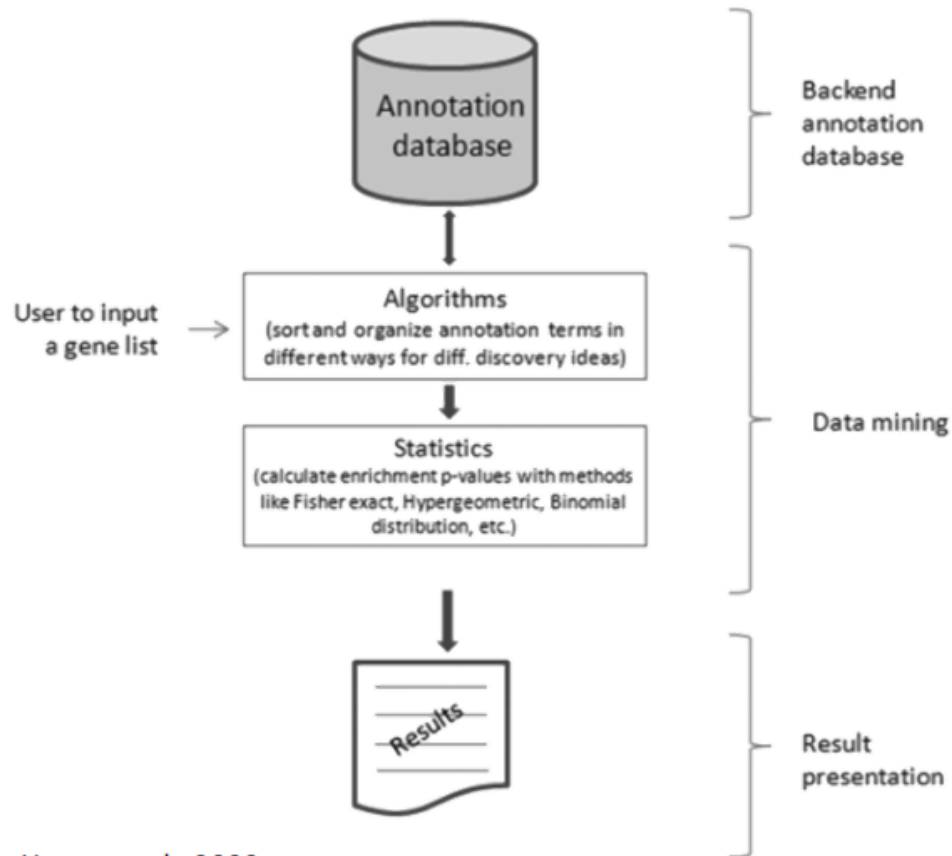 Annotation
database
Backend
annotation
database
User to input
a gene list
Algorithms
(sort and organize annotation terms in
different ways for diff. discovery ideas)
Statistics
(calculate enrichment p-values with methods
like Fisher exact, Hypergeometric, Binomial
distribution, etc.)
Data mining
Results
Result
presentation